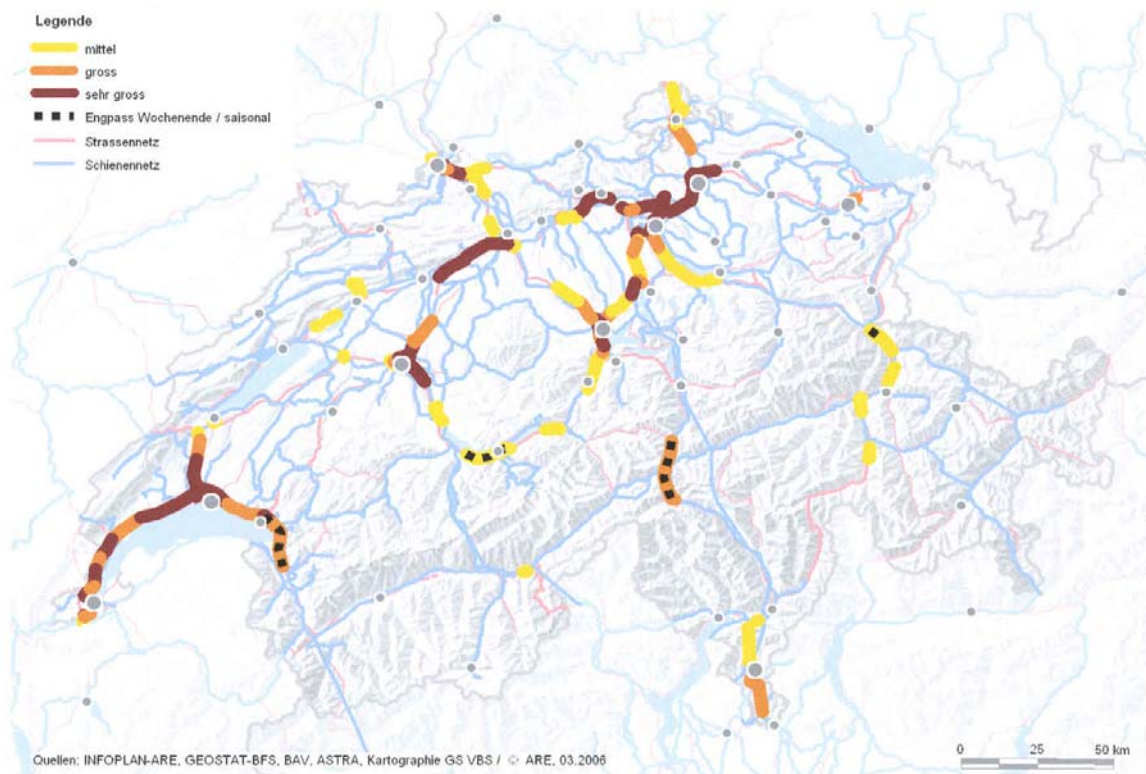 Legende
mittel
gross
sehr gross
Engpass Wochenende / saisonal
Strassennetz
Schienennetz
Quellen: INFOPLAN-ARE, GEOSTAT-BFS, BAV, ASTRA, Kartographie GS VBS / © ARE, 03.2006
0 25 50 km